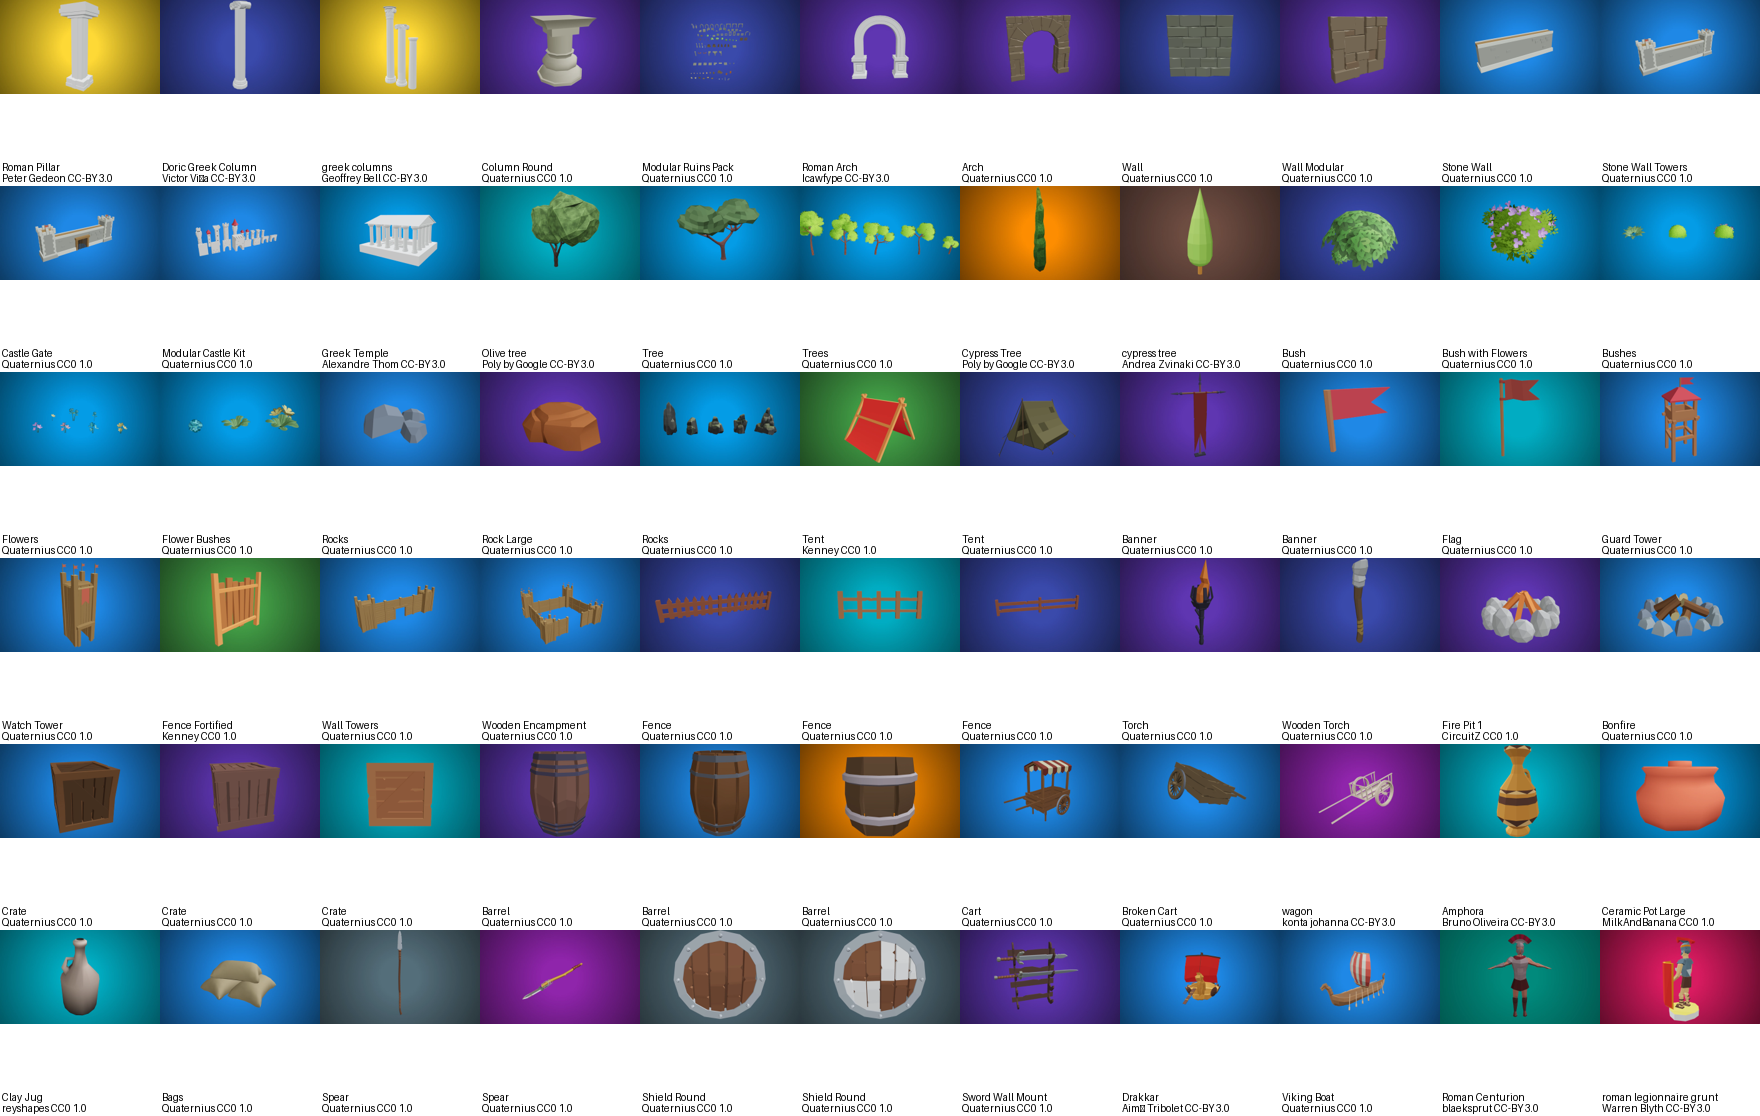 Roman Pillar
Peter Gedeon CC-BY 3.0
Doric Greek Column
Victor Vi□a CC-BY 3.0
greek columns
Geoffrey Bell CC-BY 3.0
Column Round
Quaternius CC0 1.0
Modular Ruins Pack
Quaternius CC0 1.0
Roman Arch
Icawfype CC-BY 3.0
Arch
Quaternius CC0 1.0
Wall
Quaternius CC0 1.0
Wall Modular
Quaternius CC0 1.0
Stone Wall
Quaternius CC0 1.0
Stone Wall Towers
Quaternius CC0 1.0
Castle Gate
Quaternius CC0 1.0
Modular Castle Kit
Quaternius CC0 1.0
Greek Temple
Alexandre Thom CC-BY 3.0
Olive tree
Poly by Google CC-BY 3.0
Tree
Quaternius CC0 1.0
Trees
Quaternius CC0 1.0
Cypress Tree
Poly by Google CC-BY 3.0
cypress tree
Andrea Zvinaki CC-BY 3.0
Bush
Quaternius CC0 1.0
Bush with Flowers
Quaternius CC0 1.0
Bushes
Quaternius CC0 1.0
Flowers
Quaternius CC0 1.0
Flower Bushes
Quaternius CC0 1.0
Rocks
Quaternius CC0 1.0
Rock Large
Quaternius CC0 1.0
Rocks
Quaternius CC0 1.0
Tent
Kenney CC0 1.0
Tent
Quaternius CC0 1.0
Banner
Quaternius CC0 1.0
Banner
Quaternius CC0 1.0
Flag
Quaternius CC0 1.0
Guard Tower
Quaternius CC0 1.0
Watch Tower
Quaternius CC0 1.0
Fence Fortified
Kenney CC0 1.0
Wall Towers
Quaternius CC0 1.0
Wooden Encampment
Quaternius CC0 1.0
Fence
Quaternius CC0 1.0
Fence
Quaternius CC0 1.0
Fence
Quaternius CC0 1.0
Torch
Quaternius CC0 1.0
Wooden Torch
Quaternius CC0 1.0
Fire Pit 1
CircuitZ CC0 1.0
Bonfire
Quaternius CC0 1.0
Crate
Quaternius CC0 1.0
Crate
Quaternius CC0 1.0
Crate
Quaternius CC0 1.0
Barrel
Quaternius CC0 1.0
Barrel
Quaternius CC0 1.0
Barrel
Quaternius CC0 1.0
Cart
Quaternius CC0 1.0
Broken Cart
Quaternius CC0 1.0
wagon
konta johanna CC-BY 3.0
Amphora
Bruno Oliveira CC-BY 3.0
Ceramic Pot Large
MilkAndBanana CC0 1.0
Clay Jug
reyshapes CC0 1.0
Bags
Quaternius CC0 1.0
Spear
Quaternius CC0 1.0
Spear
Quaternius CC0 1.0
Shield Round
Quaternius CC0 1.0
Shield Round
Quaternius CC0 1.0
Sword Wall Mount
Quaternius CC0 1.0
Drakkar
Aim□ Tribolet CC-BY 3.0
Viking Boat
Quaternius CC0 1.0
Roman Centurion
blaeksprut CC-BY 3.0
roman legionnaire grunt
Warren Blyth CC-BY 3.0